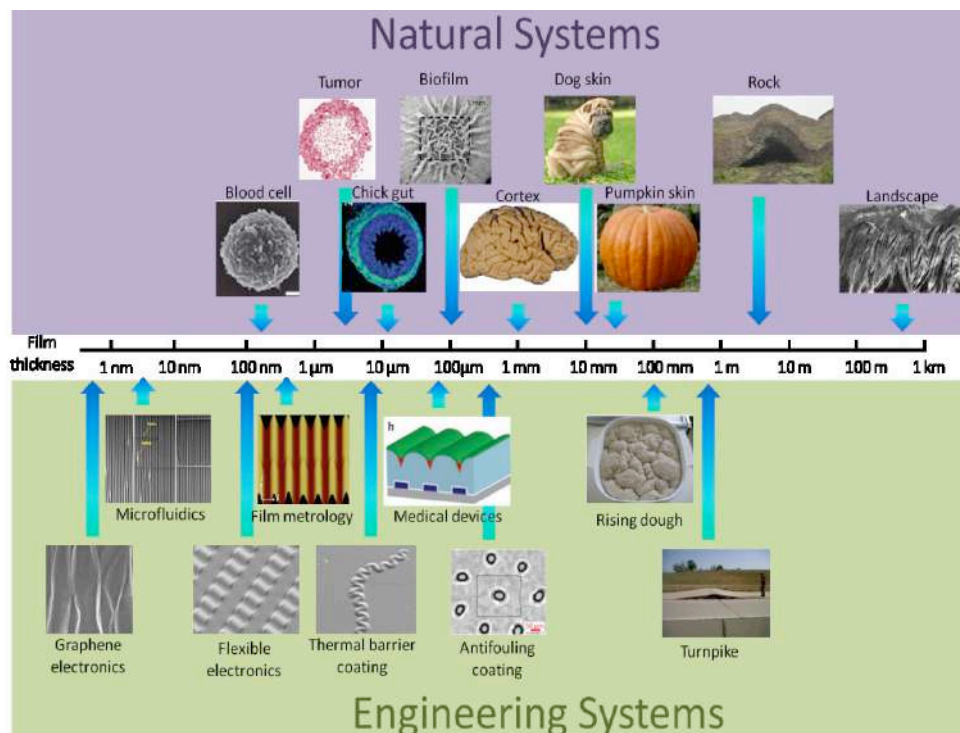 Natural Systems
Tumor
Biofilm
Dog skin
Rock
Blood cell
Chick gut
Cortex
Pumpkin skin
Landscape
Film
thickness
1 nm
10 nm
100 nm
1 μm
10 μm
100μm
1 mm
10 mm
100 mm
1 m
10 m
100 m
1 km
h
Microfluidics
Film metrology
Medical devices
Rising dough
Graphene
electronics
Flexible
electronics
Thermal barrier
coating
Antifouling
coating
Turnpike
Engineering Systems